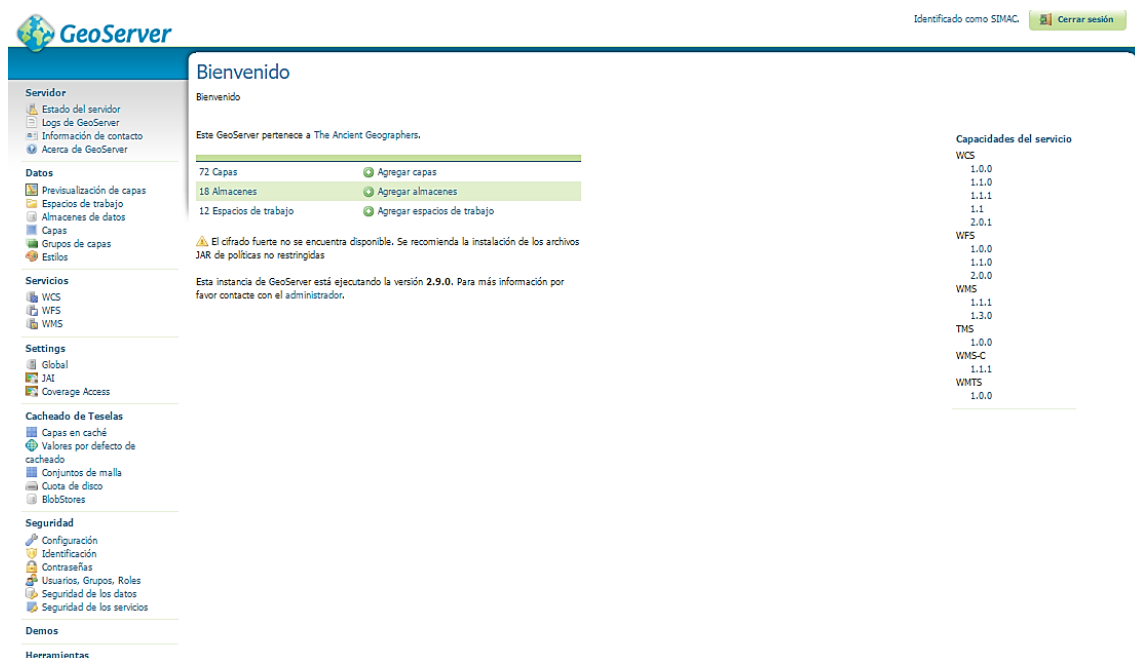 GeoServer
Identificado como SIMAC.
Cerrar sesión
Servidor
Estado del servidor
Logs de GeoServer
Información de contacto
Acerca de GeoServer
Datos
Previsualización de capas
Espacios de trabajo
Almacenes de datos
Capas
Grupos de capas
Estilos
Servicios
WCS
WFS
WMS
Settings
Global
JAI
Coverage Access
Cacheado de Teselas
Capas en caché
Valores por defecto de
cacheado
Conjuntos de malla
Cuota de disco
BlobStores
Seguridad
Configuración
Identificación
Contraseñas
Usuarios, Grupos, Roles
Seguridad de los datos
Seguridad de los servicios
Demos
Herramientas
Bienvenido
Bienvenido
Este GeoServer pertenece a The Ancient Geographers.
72 Capas Agregar capas
18 Almacenes Agregar almacenes
12 Espacios de trabajo Agregar espacios de trabajo
El cifrado fuerte no se encuentra disponible. Se recomienda la instalación de los archivos
JAR de políticas no restringidas
Esta instancia de GeoServer está ejecutando la versión 2.9.0. Para más información por
favor contacte con el administrador.
Capacidades del servicio
WCS
1.0.0
1.1.0
1.1.1
1.1
2.0.1
WFS
1.0.0
1.1.0
2.0.0
WMS
1.1.1
1.3.0
TMS
1.0.0
WMS-C
1.1.1
WMTS
1.0.0